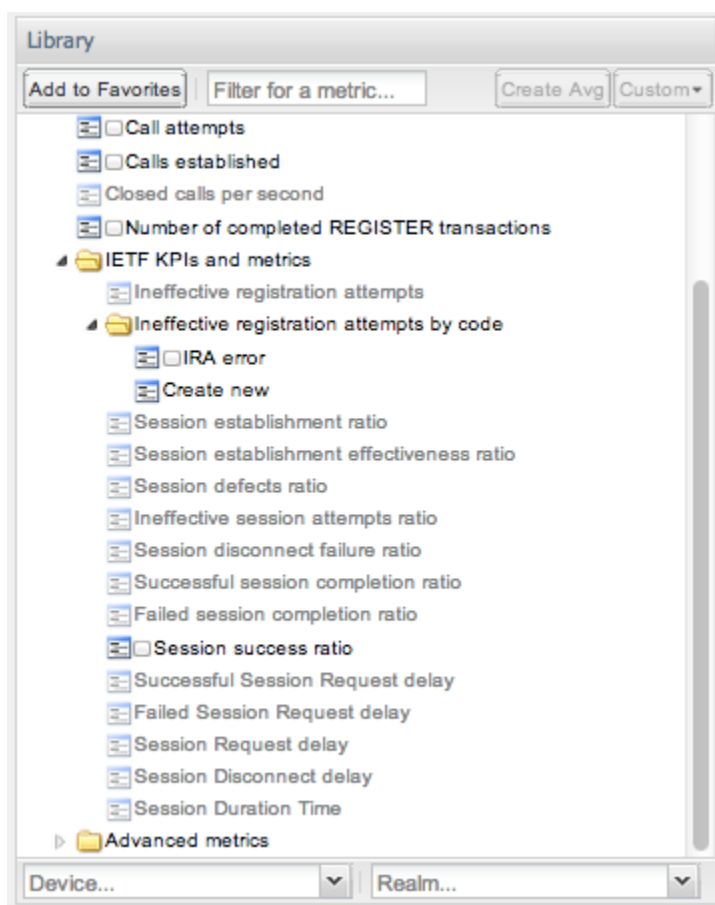 Library
Add to Favorites Filter for a metric... Create Avg Custom
Call attempts
Calls established
Closed calls per second
Number of completed REGISTER transactions
IETF KPIs and metrics
Ineffective registration attempts
Ineffective registration attempts by code
IRA error
Create new
Session establishment ratio
Session establishment effectiveness ratio
Session defects ratio
Ineffective session attempts ratio
Session disconnect failure ratio
Successful session completion ratio
Failed session completion ratio
Session success ratio
Successful Session Request delay
Failed Session Request delay
Session Request delay
Session Disconnect delay
Session Duration Time
Advanced metrics
Device... Realm...